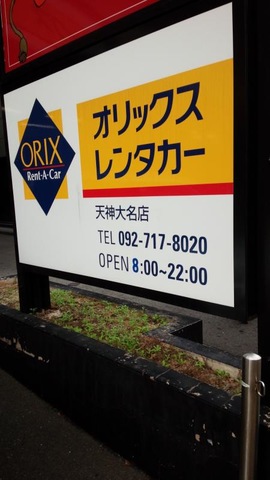 ORIX
Rent-A-Car
オリックス
レンタカー
天神大名店
TEL 092-717-8020
OPEN 8:00~22:00